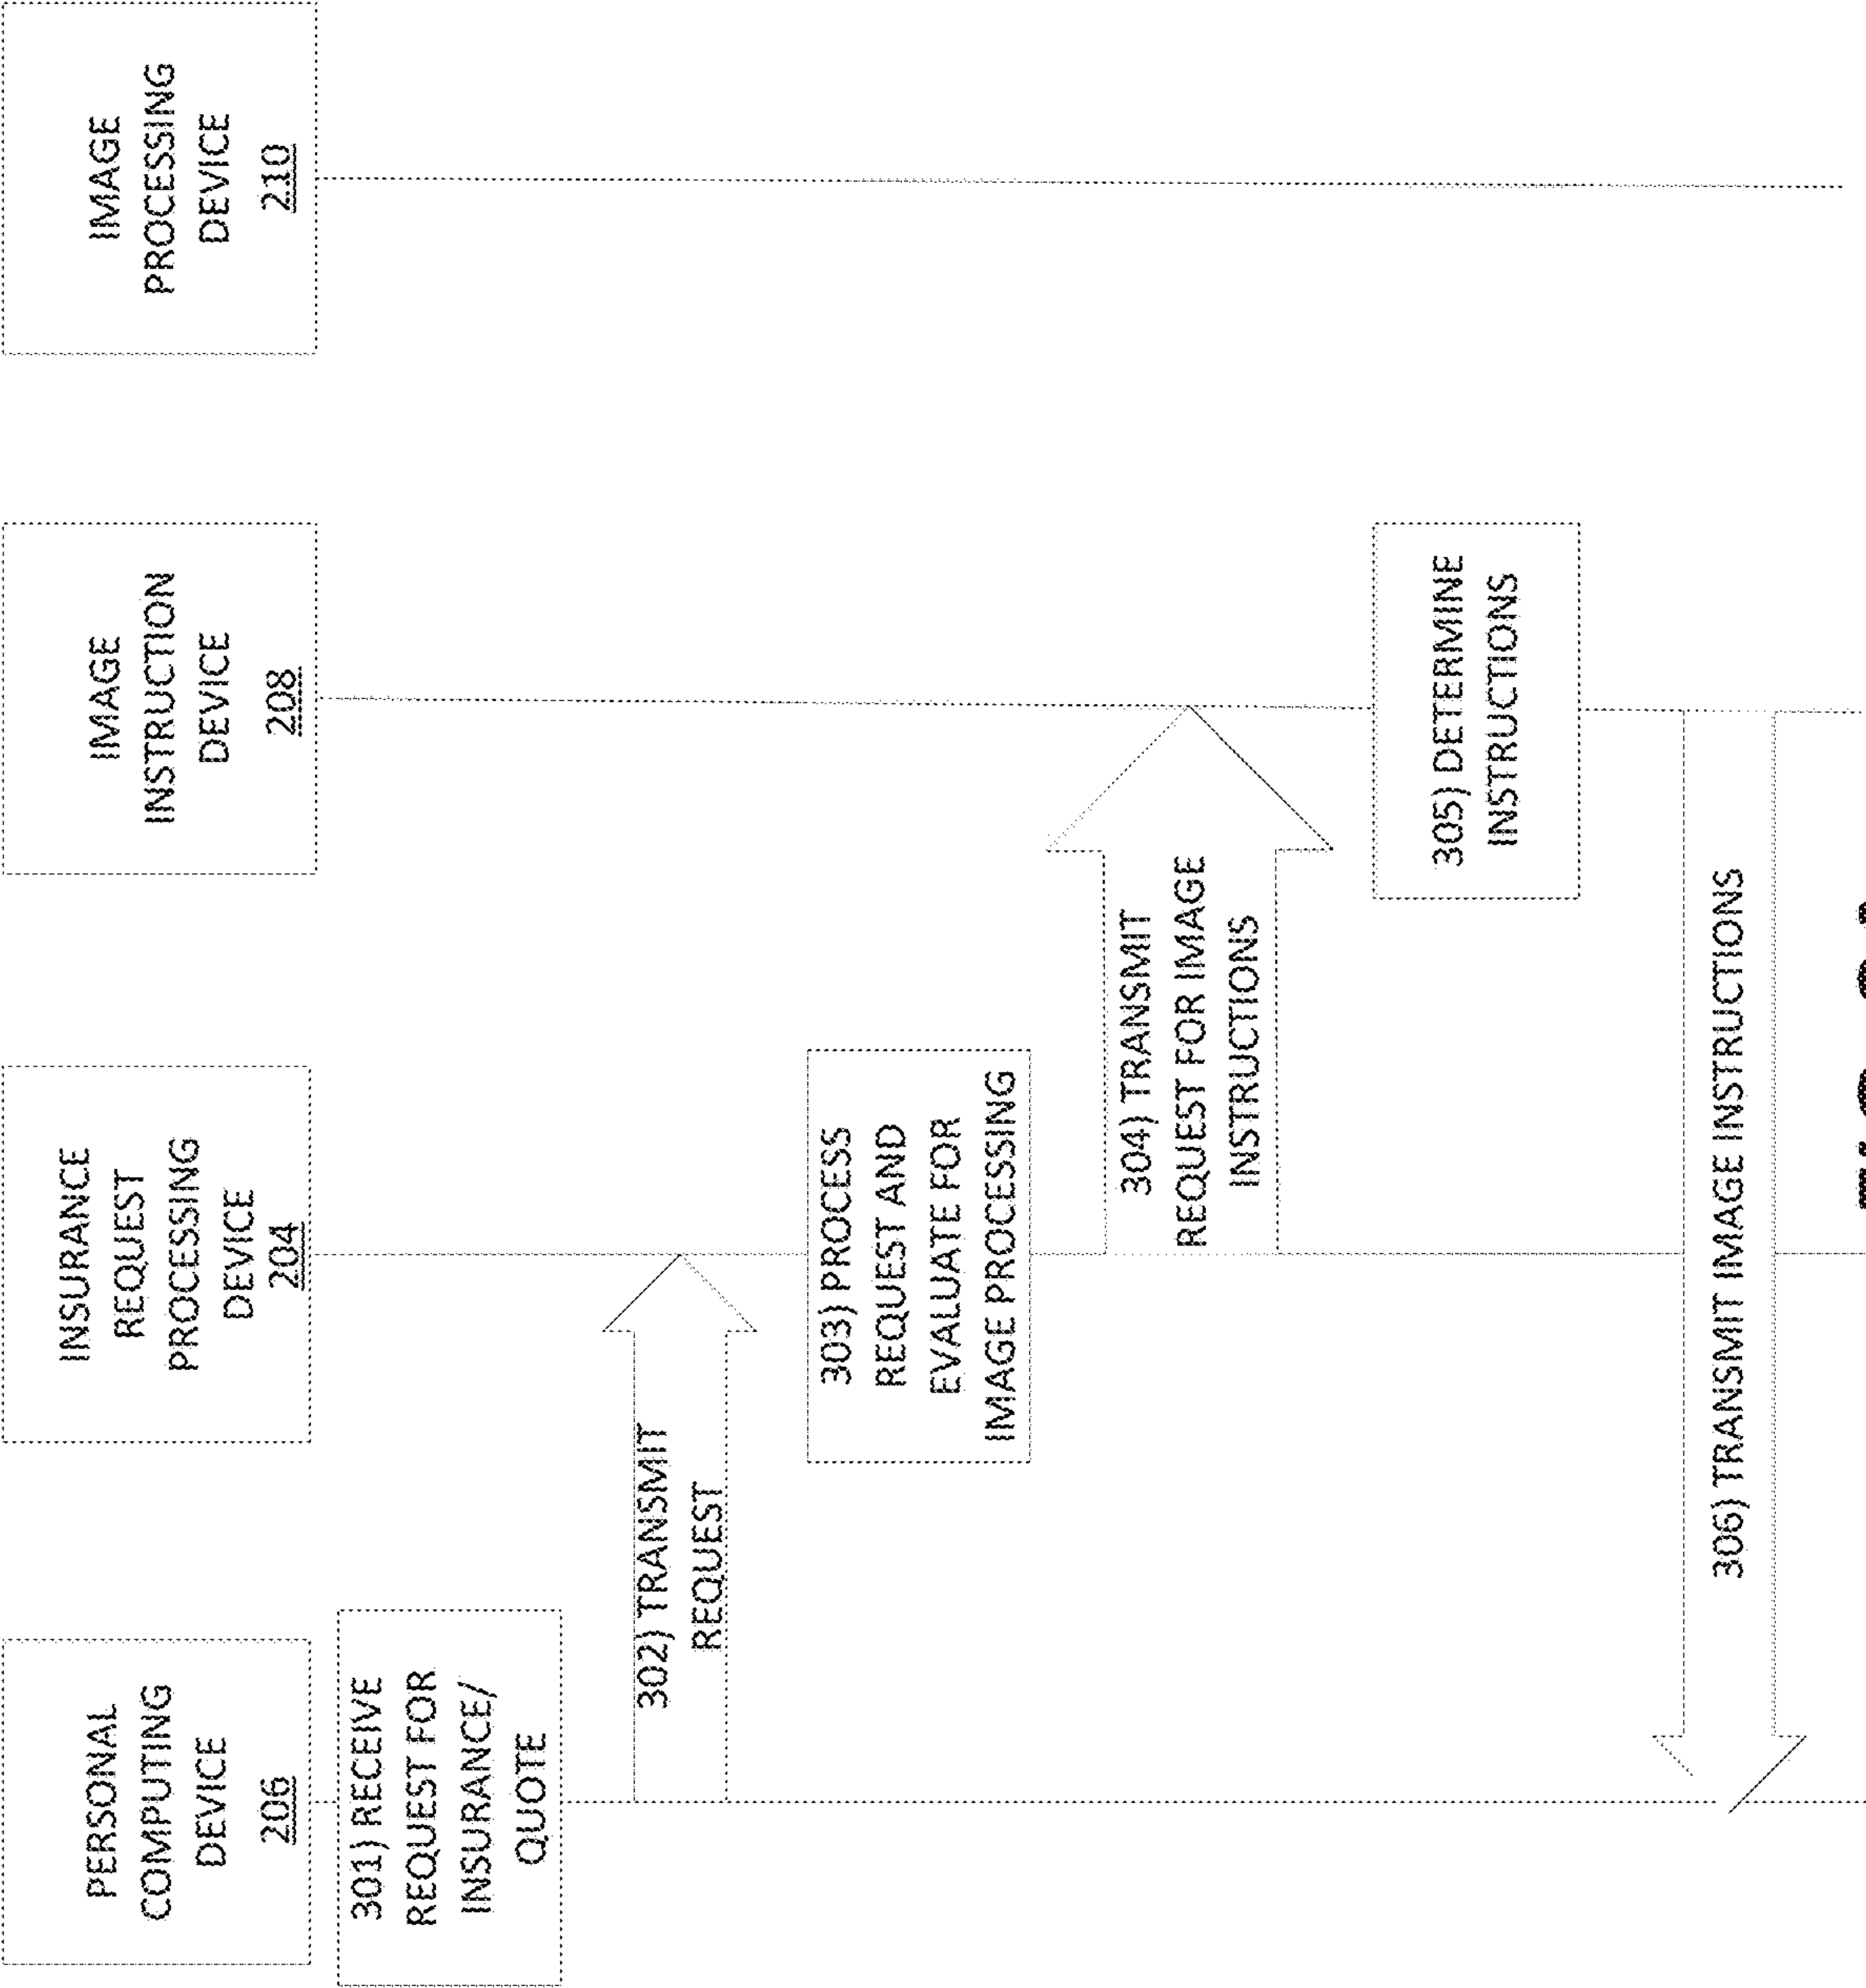 PERSONAL
COMPUTING
DEVICE
206
INSURANCE
REQUEST
PROCESSING
DEVICE
204
IMAGE
INSTRUCTION
DEVICE
208
IMAGE
PROCESSING
DEVICE
210
301) RECEIVE
REQUEST FOR
INSURANCE/
QUOTE
302) TRANSMIT
REQUEST
303) PROCESS
REQUEST AND
EVALUATE FOR
IMAGE PROCESSING
304) TRANSMIT
REQUEST FOR IMAGE
INSTRUCTIONS
305) DETERMINE
INSTRUCTIONS
306) TRANSMIT IMAGE INSTRUCTIONS